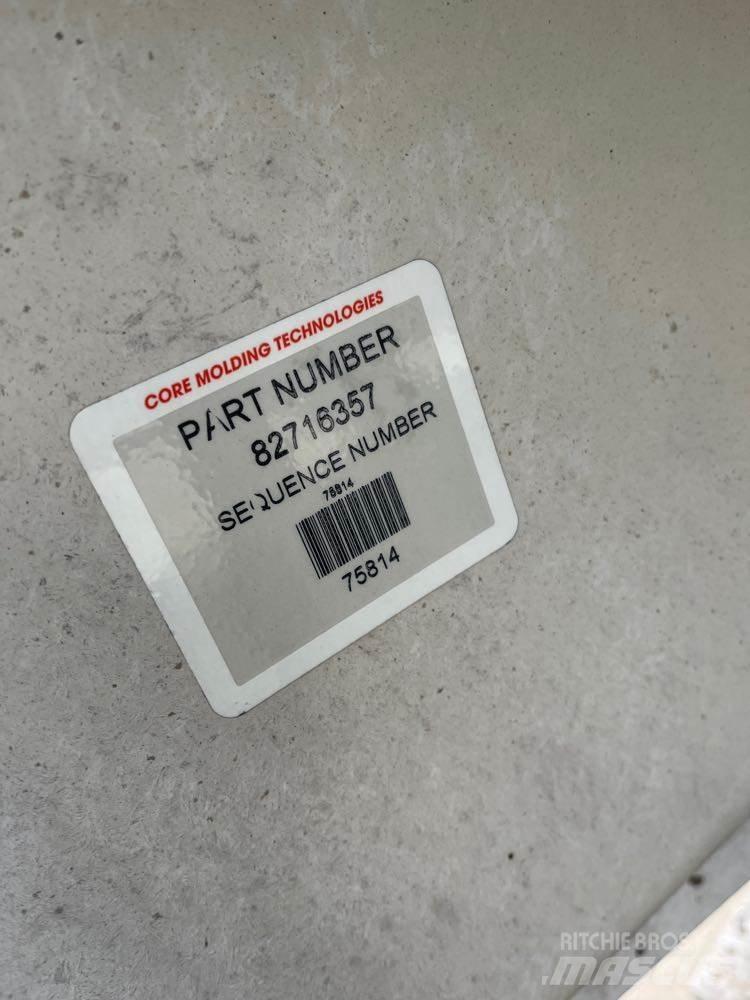 CORE MOLDING TECHNOLOGIES
PART NUMBER
82716357
SEQUENCE NUMBER
75814
75814
RITCHIE BROS
MASCUS